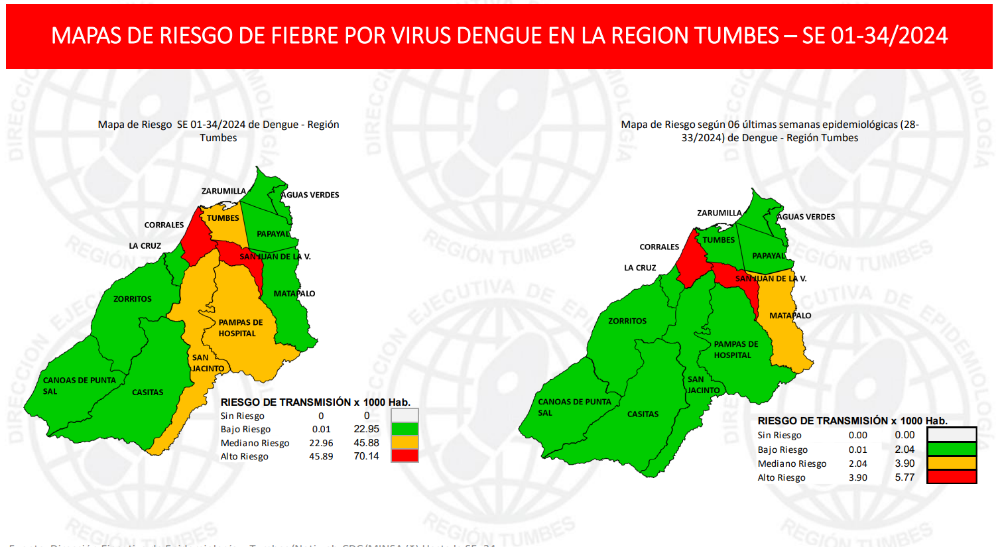 MAPAS DE RIESGO DE FIEBRE POR VIRUS DENGUE EN LA REGION TUMBES – SE 01-34/2024
Mapa de Riesgo SE 01-34/2024 de Dengue - Región
Tumbes
ZARUMILLA
AGUAS VERDES
TUMBES
CORRALES
PAPAYAL
LA CRUZ
SAN JUAN DE LA V.
MATAPALO
ZORRITOS
PAMPAS DE
HOSPITAL
SAN
JACINTO
CANOAS DE PUNTA
SAL
CASITAS
RIESGO DE TRANSMISIÓN x 1000 Hab.
Sin Riesgo 0 0
Bajo Riesgo 0.01 22.95
Mediano Riesgo 22.96 45.88
Alto Riesgo 45.89 70.14
Mapa de Riesgo según 06 últimas semanas epidemiológicas (28-
33/2024) de Dengue - Región Tumbes
ZARUMILLA
AGUAS VERDES
TUMBES
CORRALES
PAPAYAL
LA CRUZ
SAN JUAN DE LA V.
MATAPALO
ZORRITOS
PAMPAS DE
HOSPITAL
SAN
JACINTO
CANOAS DE PUNTA
SAL
CASITAS
RIESGO DE TRANSMISIÓN x 1000 Hab.
Sin Riesgo 0.00 0.00
Bajo Riesgo 0.01 2.04
Mediano Riesgo 2.04 3.90
Alto Riesgo 3.90 5.77
REGIÓN TUMBES
REGIÓN TUMBES
REGIÓN TUMBES